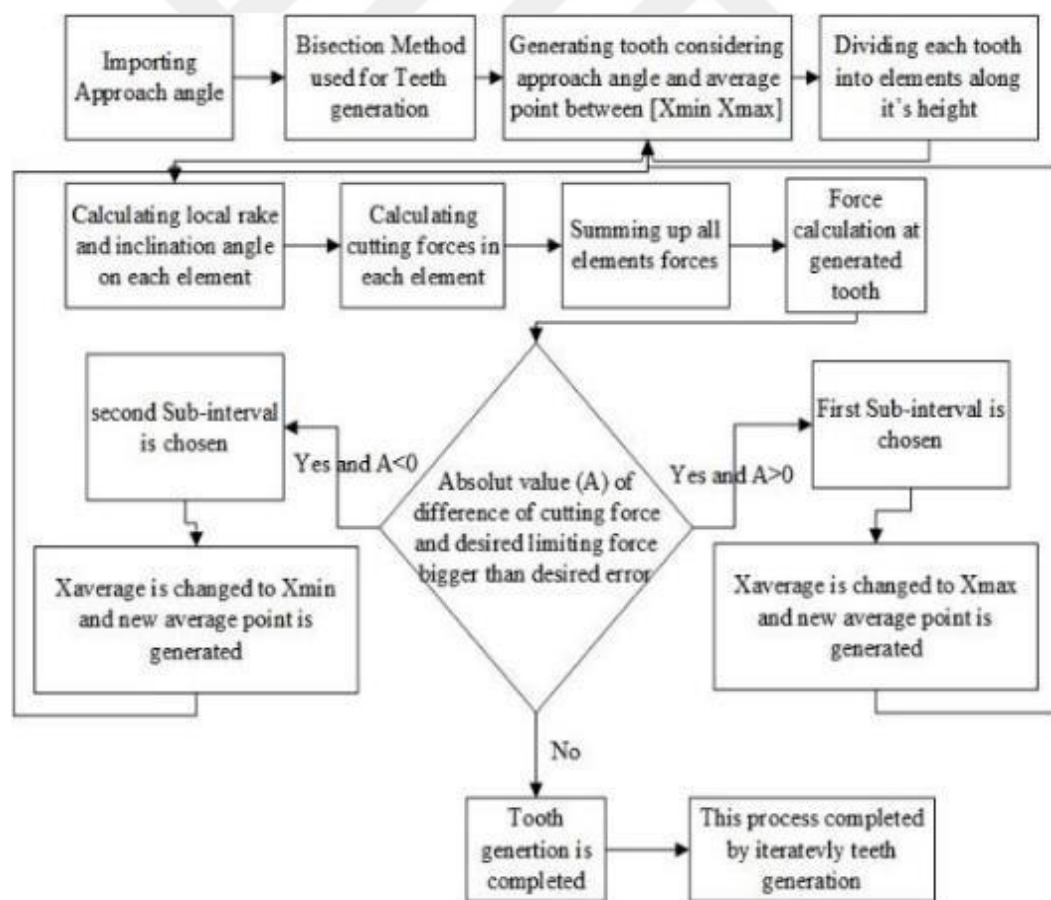 Importing
Approach angle
Bisection Method
used for Teeth
generation
Generating tooth considering
approach angle and average
point between [Xmin Xmax]
Dividing each tooth
into elements along
it's height
Calculating local rake
and inclination angle
on each element
Calculating
cutting forces in
each element
Summing up all
elements forces
Force
calculation at
generated
tooth
second Sub-interval
is chosen
Yes and A<0
Absolut value (A) of
difference of cutting force
and desired limiting force
bigger than desired error
Yes and A>0
First Sub-interval is
chosen
Xaverage is changed to Xmin
and new average point is
generated
Xaverage is changed to Xmax
and new average point is
generated
No
Tooth
genertion is
completed
This process completed
by iteratevly teeth
generation